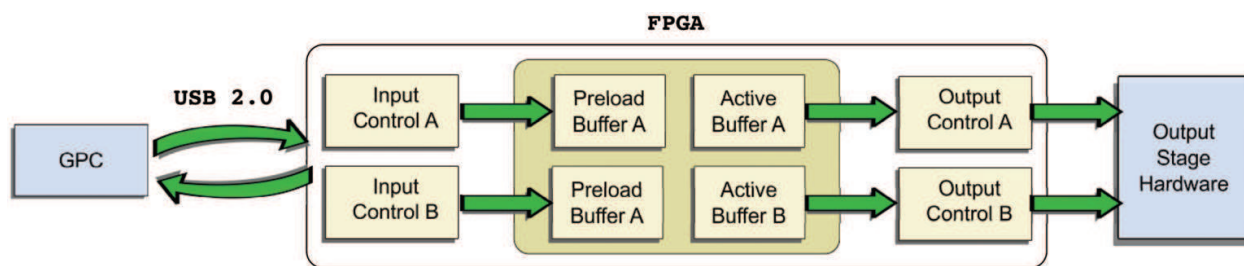 FPGA
USB 2.0
GPC
Input
Control A
Preload
Buffer A
Active
Buffer A
Output
Control A
Input
Control B
Preload
Buffer A
Active
Buffer B
Output
Control B
Output
Stage
Hardware